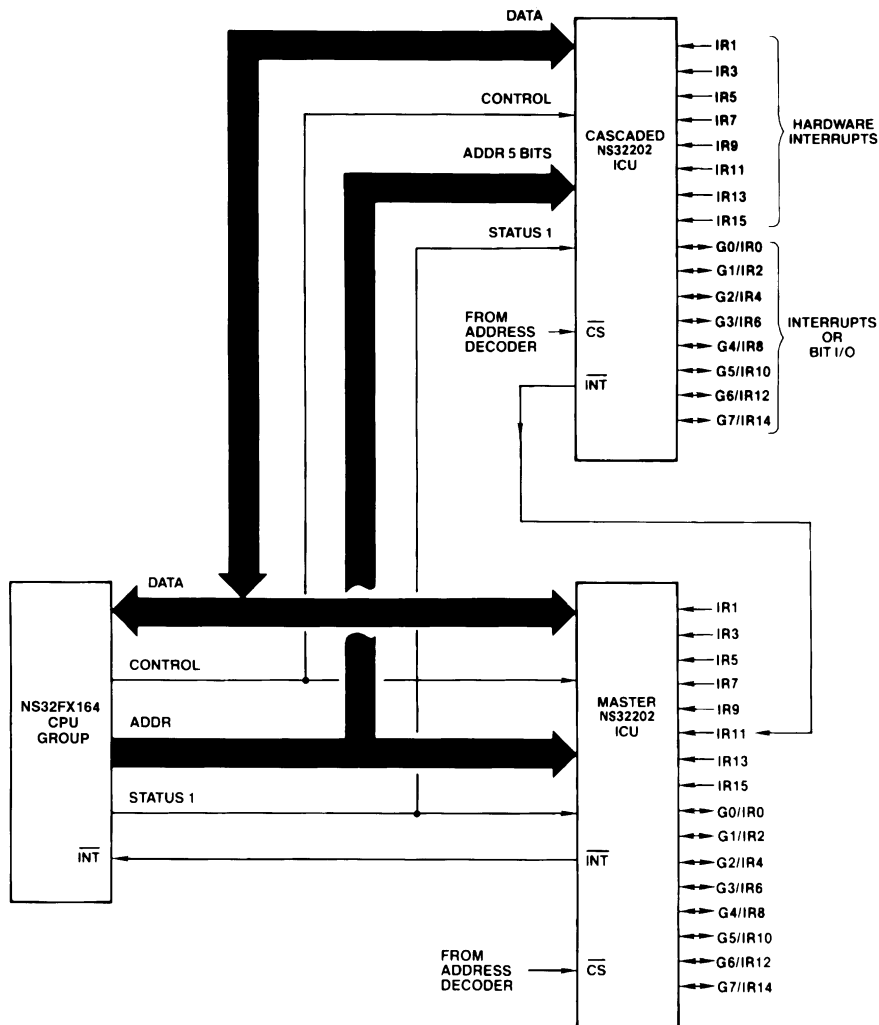 DATA
CONTROL
ADDR 5 BITS
STATUS 1
FROM
ADDRESS
DECODER
CS
INT
CASCADED
NS32202
ICU
IR1
IR3
IR5
IR7
IR9
IR11
IR13
IR15
G0/IR0
G1/IR2
G2/IR4
G3/IR6
G4/IR8
G5/IR10
G6/IR12
G7/IR14
HARDWARE
INTERRUPTS
INTERRUPTS
OR
BIT I/O
NS32FX164
CPU
GROUP
INT
DATA
CONTROL
ADDR
STATUS 1
MASTER
NS32202
ICU
INT
FROM
ADDRESS
DECODER
CS
IR1
IR3
IR5
IR7
IR9
IR11
IR13
IR15
G0/IR0
G1/IR2
G2/IR4
G3/IR6
G4/IR8
G5/IR10
G6/IR12
G7/IR14